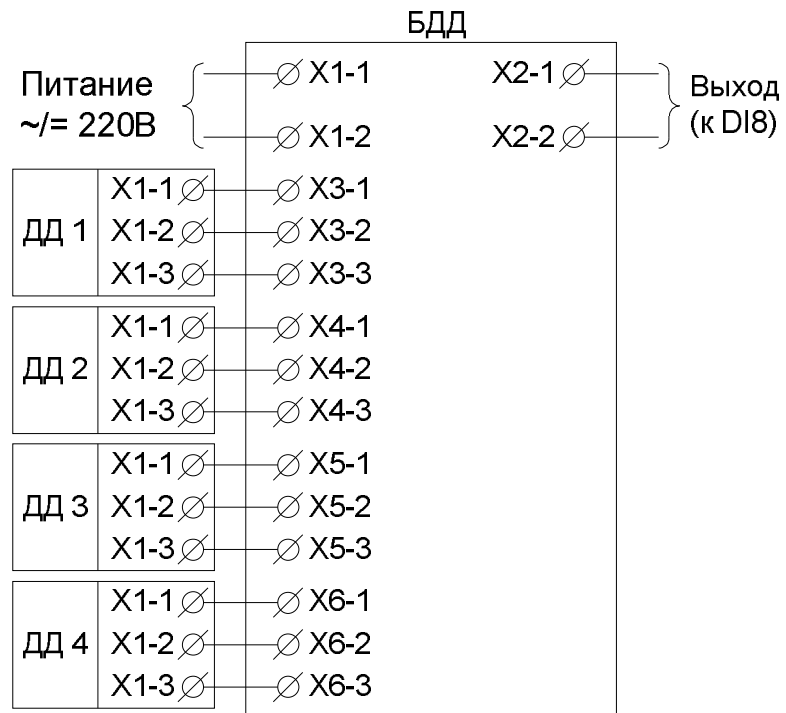 БДД
Питание
~/= 220В
X1-1
X1-2
X2-1
X2-2
Выход
(к DI8)
ДД 1
X1-1
X1-2
X1-3
X3-1
X3-2
X3-3
ДД 2
X1-1
X1-2
X1-3
X4-1
X4-2
X4-3
ДД 3
X1-1
X1-2
X1-3
X5-1
X5-2
X5-3
ДД 4
X1-1
X1-2
X1-3
X6-1
X6-2
X6-3